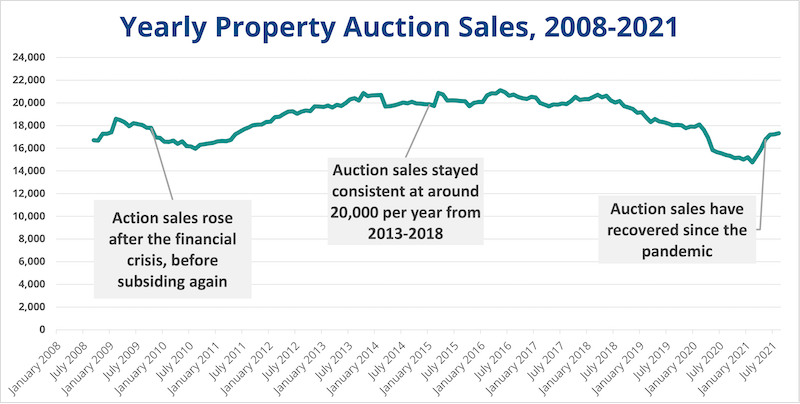 Yearly Property Auction Sales, 2008-2021
24,000
22,000
20,000
18,000
16,000
14,000
12,000
10,000
8,000
6,000
4,000
2,000
0
Action sales rose
after the financial
crisis, before
subsiding again
Auction sales stayed
consistent at around
20,000 per year from
2013-2018
Auction sales have
recovered since the
pandemic
January 2008
July 2008
January 2009
July 2009
January 2010
July 2010
January 2011
July 2011
January 2012
July 2012
January 2013
July 2013
January 2014
July 2014
January 2015
July 2015
January 2016
July 2016
January 2017
July 2017
January 2018
July 2018
January 2019
July 2019
January 2020
July 2020
January 2021
July 2021